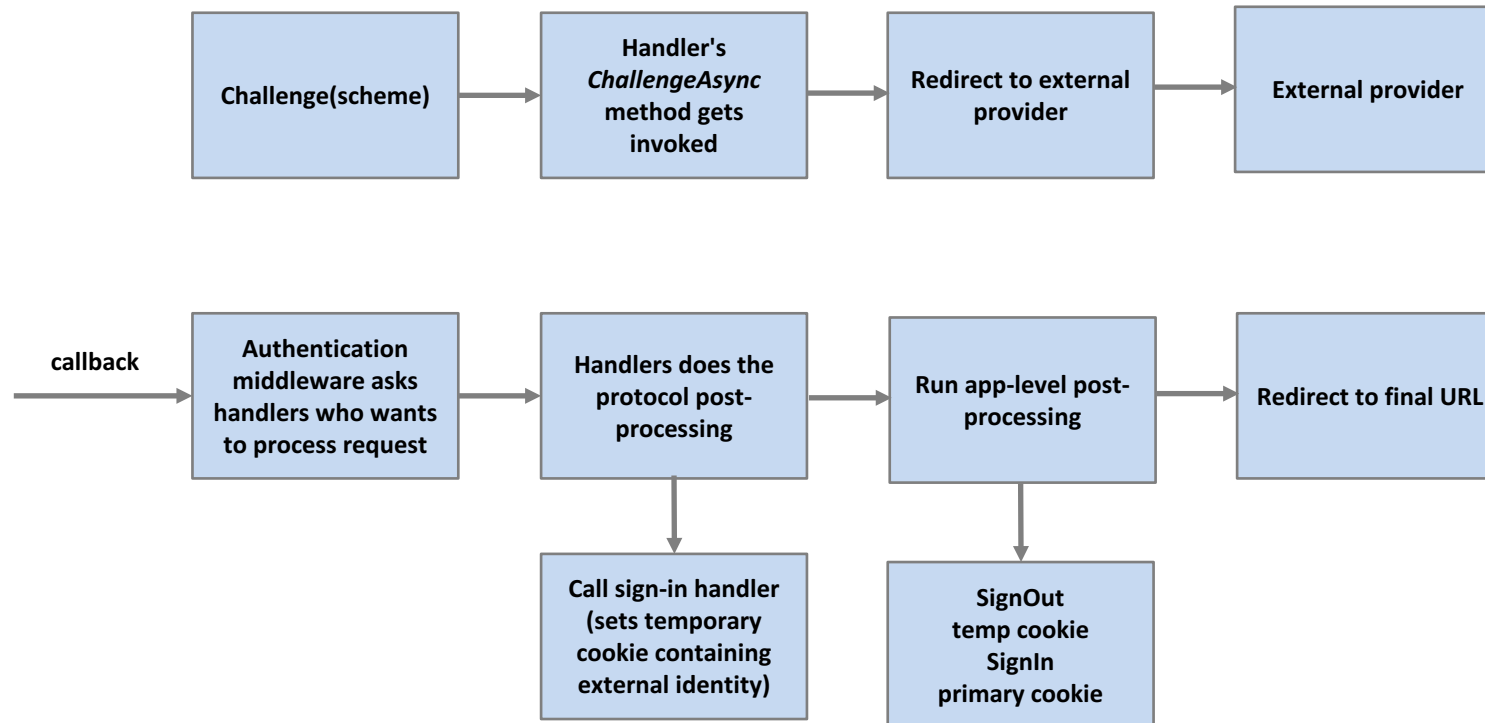 Challenge(scheme)
Handler's
ChallengeAsync
method gets
invoked
Redirect to external
provider
External provider
callback
Authentication
middleware asks
handlers who wants
to process request
Handlers does the
protocol post-
processing
Run app-level post-
processing
Redirect to final URL
Call sign-in handler
(sets temporary
cookie containing
external identity)
SignOut
temp cookie
SignIn
primary cookie